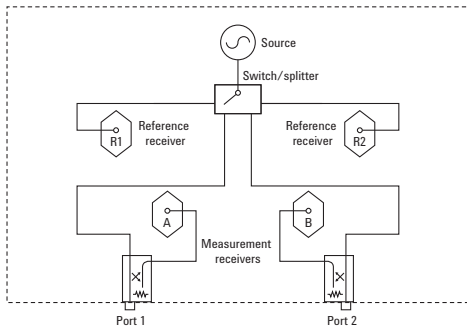 Source
Switch/splitter
Reference
receiver
R1
Reference
receiver
R2
A
B
Measurement
receivers
Port 1
Port 2